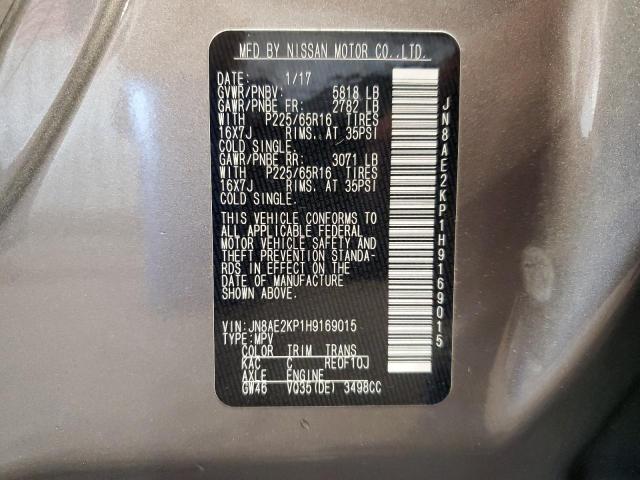 MFD BY NISSAN MOTOR CO.,LTD.
DATE: 1/17
GVWR/PNBV: 5818 LB
GAWR/PNBE FR: 2782 LB
WITH P225/65R16 TIRES
16X7J RIMS. AT 35PSI
COLD SINGLE.
GAWR/PNBE RR: 3071 LB
WITH P225/65R16 TIRES
16X7J RIMS. AT 35PSI
COLD SINGLE.
THIS VEHICLE CONFORMS TO
ALL APPLICABLE FEDERAL
MOTOR VEHICLE SAFETY AND
THEFT PREVENTION STANDA-
RDS IN EFFECT ON THE
DATE OF MANUFACTURE
SHOWN ABOVE.
VIN:JN8AE2KP1H9169015
TYPE:MPV
COLOR TRIM TRANS
KAC C RE0F10J
AXLE ENGINE
GW46 VQ35(DE) 3498CC
JN8AE2KP1H9169015